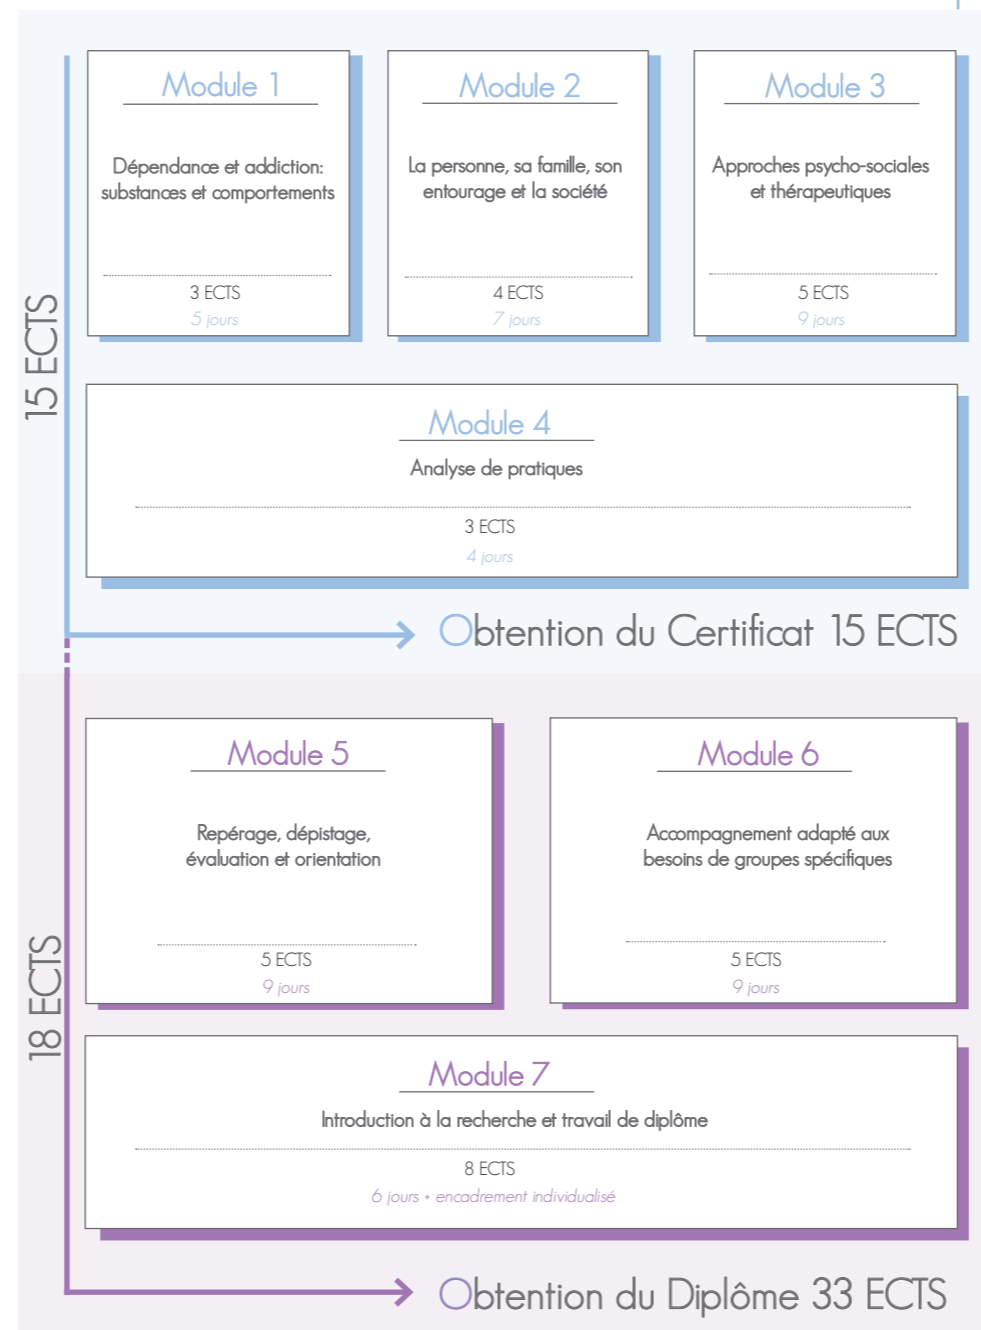 15 ECTS
Module 1
Dépendance et addiction:
substances et comportements
3 ECTS
5 jours
Module 2
La personne, sa famille, son
entourage et la société
4 ECTS
7 jours
Module 3
Approches psycho-sociales
et thérapeutiques
5 ECTS
9 jours
Module 4
Analyse de pratiques
3 ECTS
4 jours
Obtention du Certificat 15 ECTS
18 ECTS
Module 5
Repérage, dépistage,
évaluation et orientation
5 ECTS
9 jours
Module 6
Accompagnement adapté aux
besoins de groupes spécifiques
5 ECTS
9 jours
Module 7
Introduction à la recherche et travail de diplôme
8 ECTS
6 jours + encadrement individualisé
Obtention du Diplôme 33 ECTS